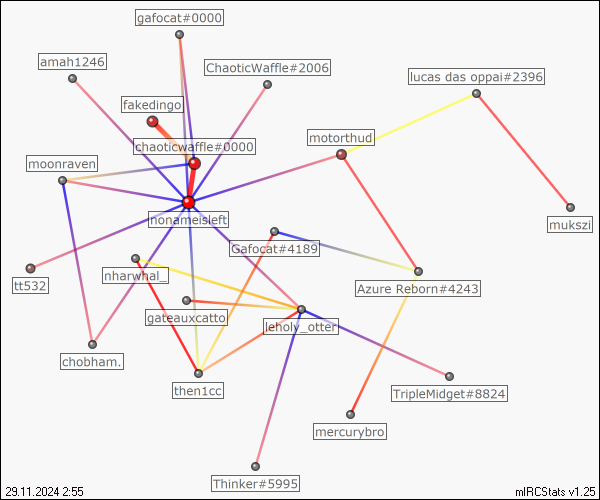 gafocat#0000
amah1246
ChaoticWaffle#2006
lucas das oppai#2396
fakedingo
motorthud
chaoticwaffle#0000
moonraven
nonameisleft
mukszi
Gafocat#4189
nharwhal_
tt532
Azure Reborn#4243
gateauxcatto
leholy_otter
chobham.
then1cc
TripleMidget#8824
mercurybro
Thinker#5995
29.11.2024 2:55
mIRCStats v1.25